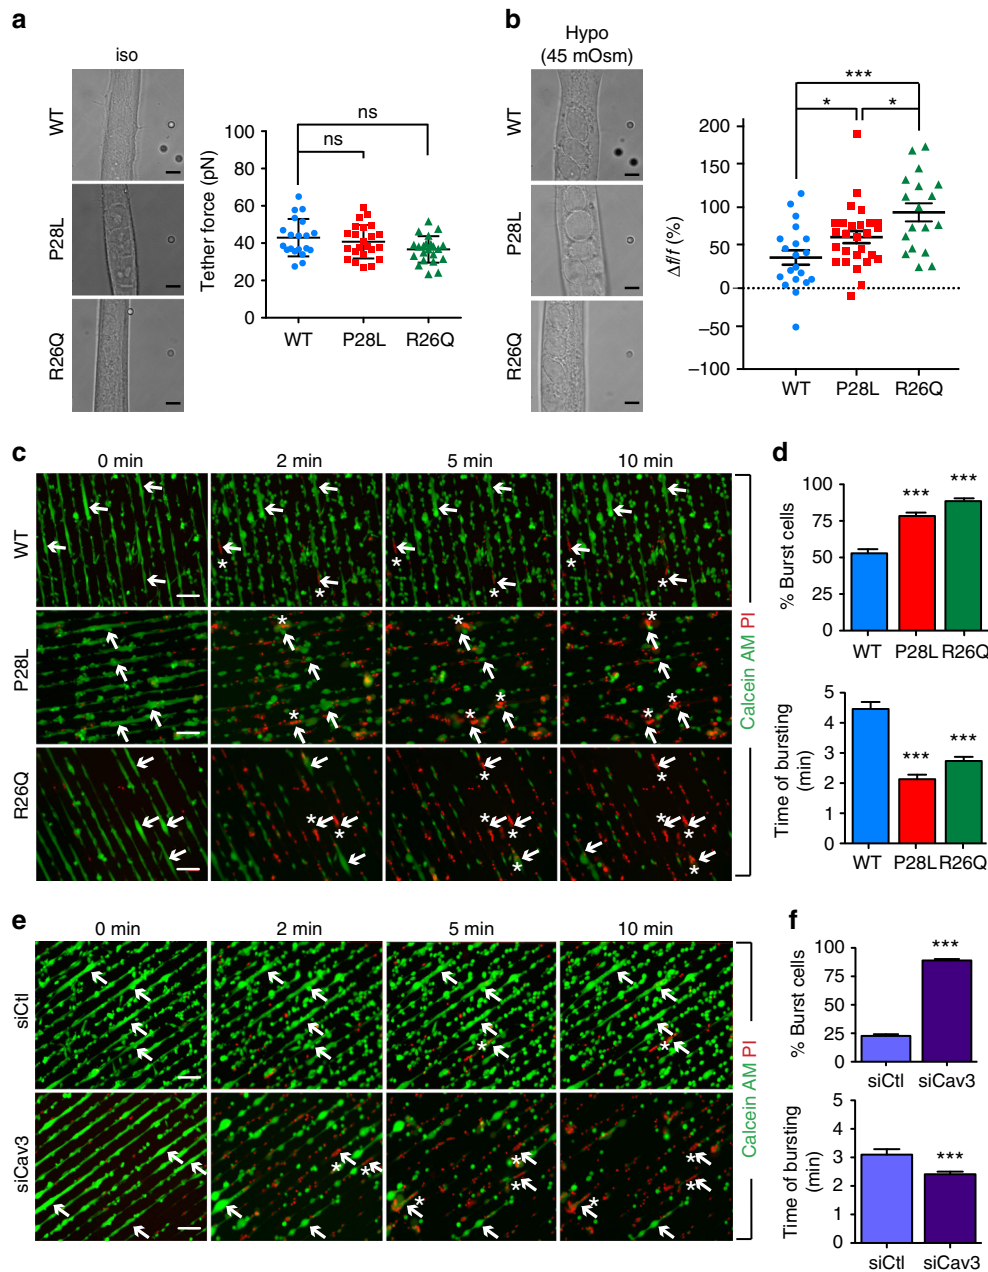 a
iso
WT
P28L
R26Q
Tether force (pN)
100
80
60
40
20
0
ns
ns
WT P28L R26Q
b
Hypo
(45 mOsm)
WT
P28L
R26Q
Δf/f (%)
200
150
100
50
0
−50
−100
***
* *
WT P28L R26Q
c
0 min 2 min 5 min 10 min
WT
* * * * * *
P28L
* * * * * * *
R26Q
* * * * * * * * * * *
Calcein AM PI
d
% Burst cells
100
75
50
25
0
*** ***
WT P28L R26Q
Time of bursting
(min)
5
4
3
2
1
0
*** ***
WT P28L R26Q
e
0 min 2 min 5 min 10 min
siCtl
* *
siCav3
* * * * * * * *
Calcein AM PI
f
% Burst cells
100
75
50
25
0
***
siCtl siCav3
Time of bursting
(min)
5
4
3
2
1
0
***
siCtl siCav3